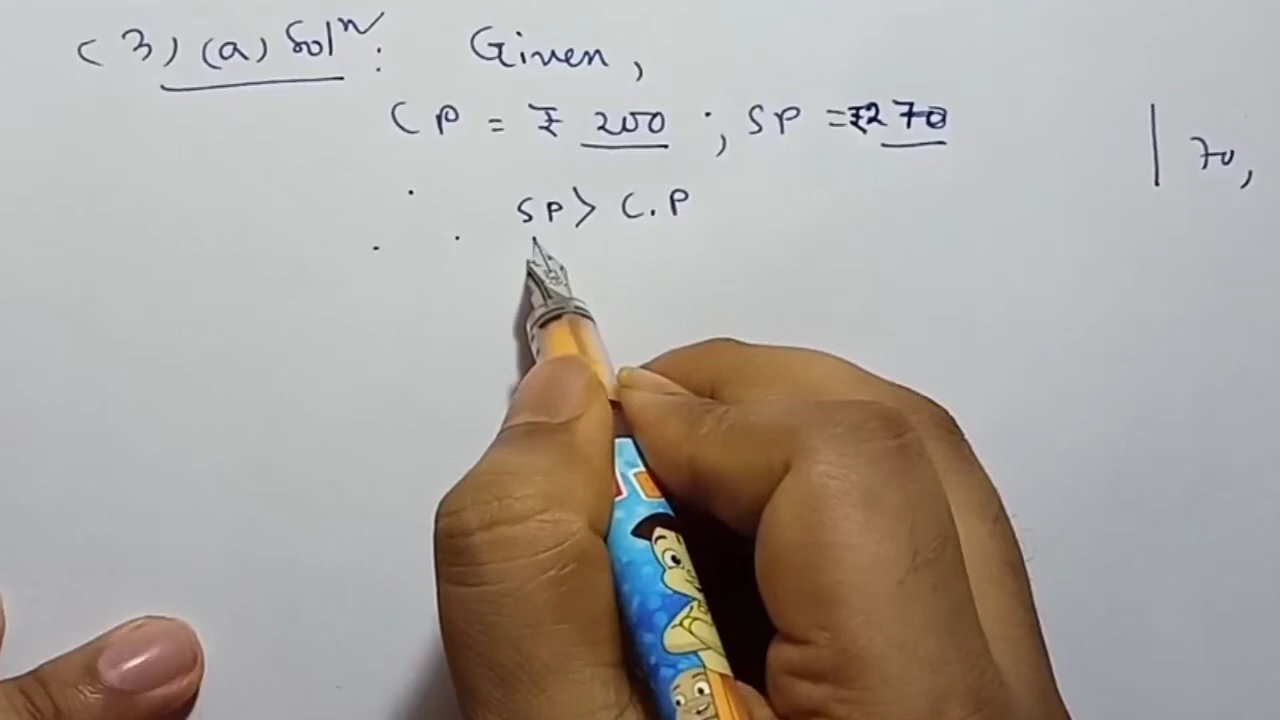 (3) (a) Solⁿ: Given,
CP = ₹ 200 ; SP = ₹270
| 70,
∴ SP > C.P